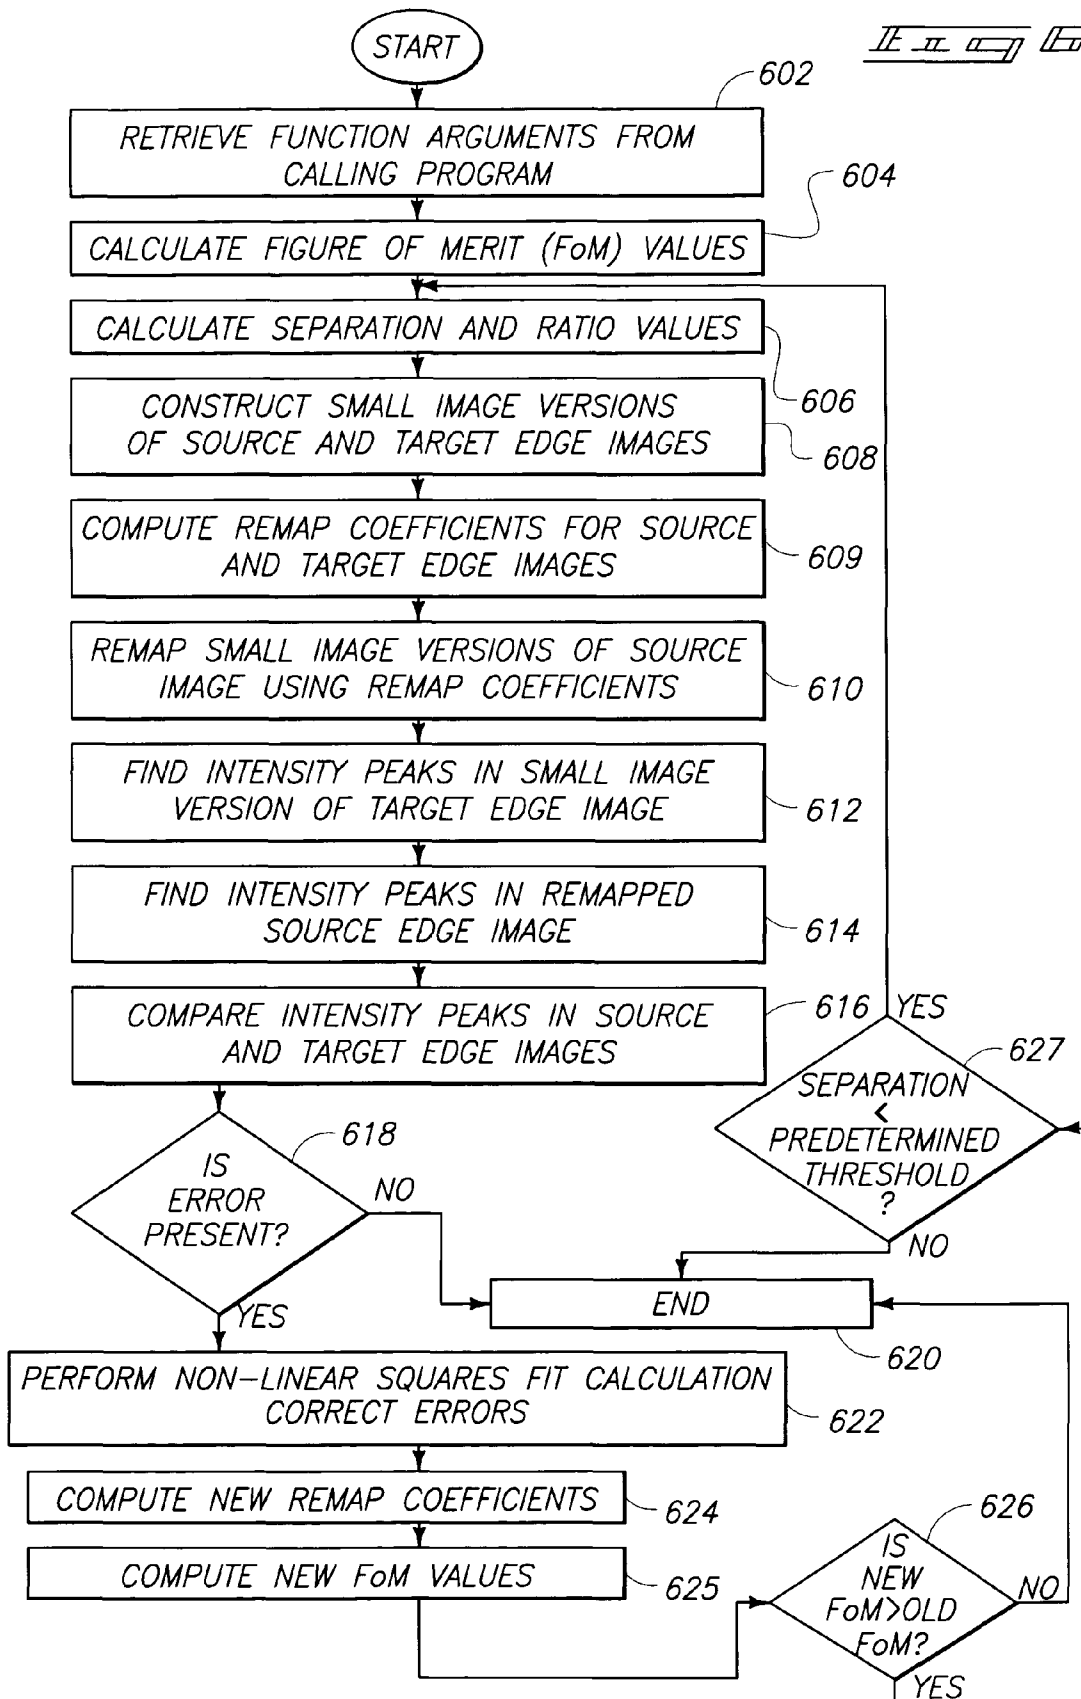 START
Fig 6
602
RETRIEVE FUNCTION ARGUMENTS FROM
CALLING PROGRAM
604
CALCULATE FIGURE OF MERIT (FoM) VALUES
CALCULATE SEPARATION AND RATIO VALUES
606
CONSTRUCT SMALL IMAGE VERSIONS
OF SOURCE AND TARGET EDGE IMAGES
608
COMPUTE REMAP COEFFICIENTS FOR SOURCE
AND TARGET EDGE IMAGES
609
REMAP SMALL IMAGE VERSIONS OF SOURCE
IMAGE USING REMAP COEFFICIENTS
610
FIND INTENSITY PEAKS IN SMALL IMAGE
VERSION OF TARGET EDGE IMAGE
612
FIND INTENSITY PEAKS IN REMAPPED
SOURCE EDGE IMAGE
614
COMPARE INTENSITY PEAKS IN SOURCE
AND TARGET EDGE IMAGES
616
YES
627
SEPARATION
<
PREDETERMINED
THRESHOLD
?
NO
618
IS
ERROR
PRESENT?
NO
YES
END
620
PERFORM NON-LINEAR SQUARES FIT CALCULATION
CORRECT ERRORS
622
COMPUTE NEW REMAP COEFFICIENTS
624
COMPUTE NEW FoM VALUES
625
626
IS
NEW
FoM>OLD
FoM?
NO
YES